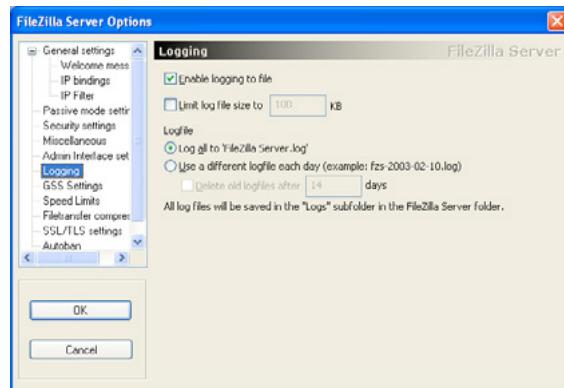 FileZilla Server Options
General settings
Welcome mess
IP bindings
IP Filter
Passive mode settin
Security settings
Miscellaneous
Admin Interface set
Logging
GSS Settings
Speed Limits
Filetransfer compres
SSL/TLS settings
Autoban
OK
Cancel
Logging
FileZilla Server
Enable logging to file
Limit log file size to 100 KB
Logfile
Log all to 'FileZilla Server.log'
Use a different logfile each day (example: fzs-2003-02-10.log)
Delete old logfiles after 14 days
All log files will be saved in the "Logs" subfolder in the FileZilla Server folder.